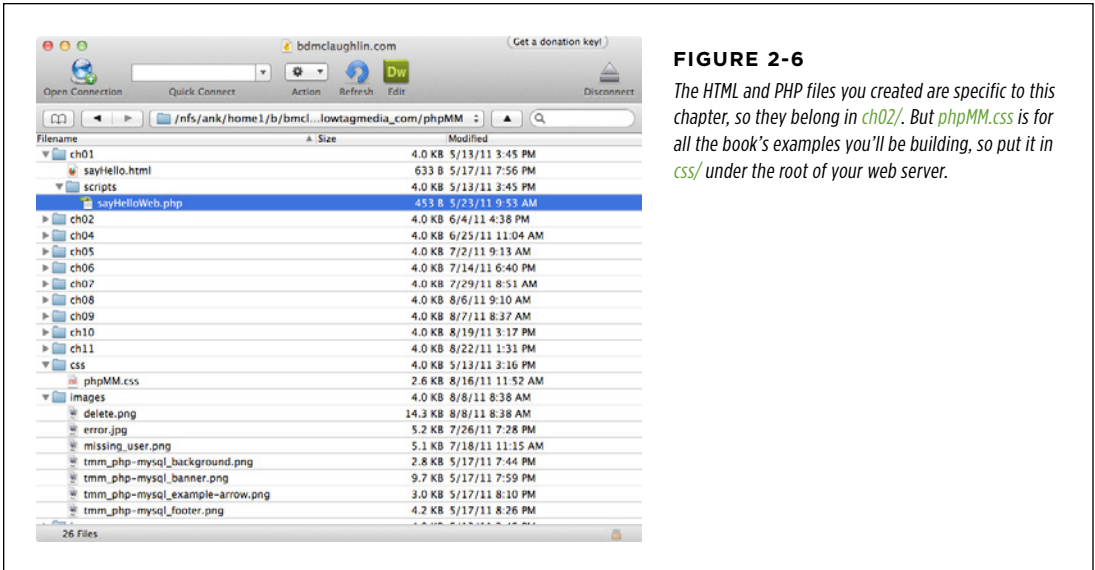 bdmclaughlin.com
Get a donation key!
Dw
Open Connection
Quick Connect
Action
Refresh
Edit
Disconnect
/nfs/ank/home1/b/bmcl...lowtagmedia_com/phpMM
Filename Size Modified
ch01 4.0 KB 5/13/11 3:45 PM
sayHello.html 633 B 5/17/11 7:56 PM
scripts 4.0 KB 5/13/11 3:45 PM
sayHelloWeb.php 453 B 5/23/11 9:53 AM
ch02 4.0 KB 6/4/11 4:38 PM
ch04 4.0 KB 6/25/11 11:04 AM
ch05 4.0 KB 7/2/11 9:13 AM
ch06 4.0 KB 7/14/11 6:40 PM
ch07 4.0 KB 7/29/11 8:51 AM
ch08 4.0 KB 8/6/11 9:10 AM
ch09 4.0 KB 8/7/11 8:37 AM
ch10 4.0 KB 8/19/11 3:17 PM
ch11 4.0 KB 8/22/11 1:31 PM
css 4.0 KB 5/13/11 3:16 PM
phpMM.css 2.6 KB 8/16/11 11:52 AM
images 4.0 KB 8/8/11 8:38 AM
delete.png 14.3 KB 8/8/11 8:38 AM
error.jpg 5.2 KB 7/26/11 7:28 PM
missing_user.png 5.1 KB 7/18/11 11:15 AM
tmm_php-mysql_background.png 2.8 KB 5/17/11 7:44 PM
tmm_php-mysql_banner.png 9.7 KB 5/17/11 7:59 PM
tmm_php-mysql_example-arrow.png 3.0 KB 5/17/11 8:10 PM
tmm_php-mysql_footer.png 4.2 KB 5/17/11 8:26 PM
26 Files
FIGURE 2-6
The HTML and PHP files you created are specific to this
chapter, so they belong in ch02/. But phpMM.css is for
all the book's examples you'll be building, so put it in
css/ under the root of your web server.